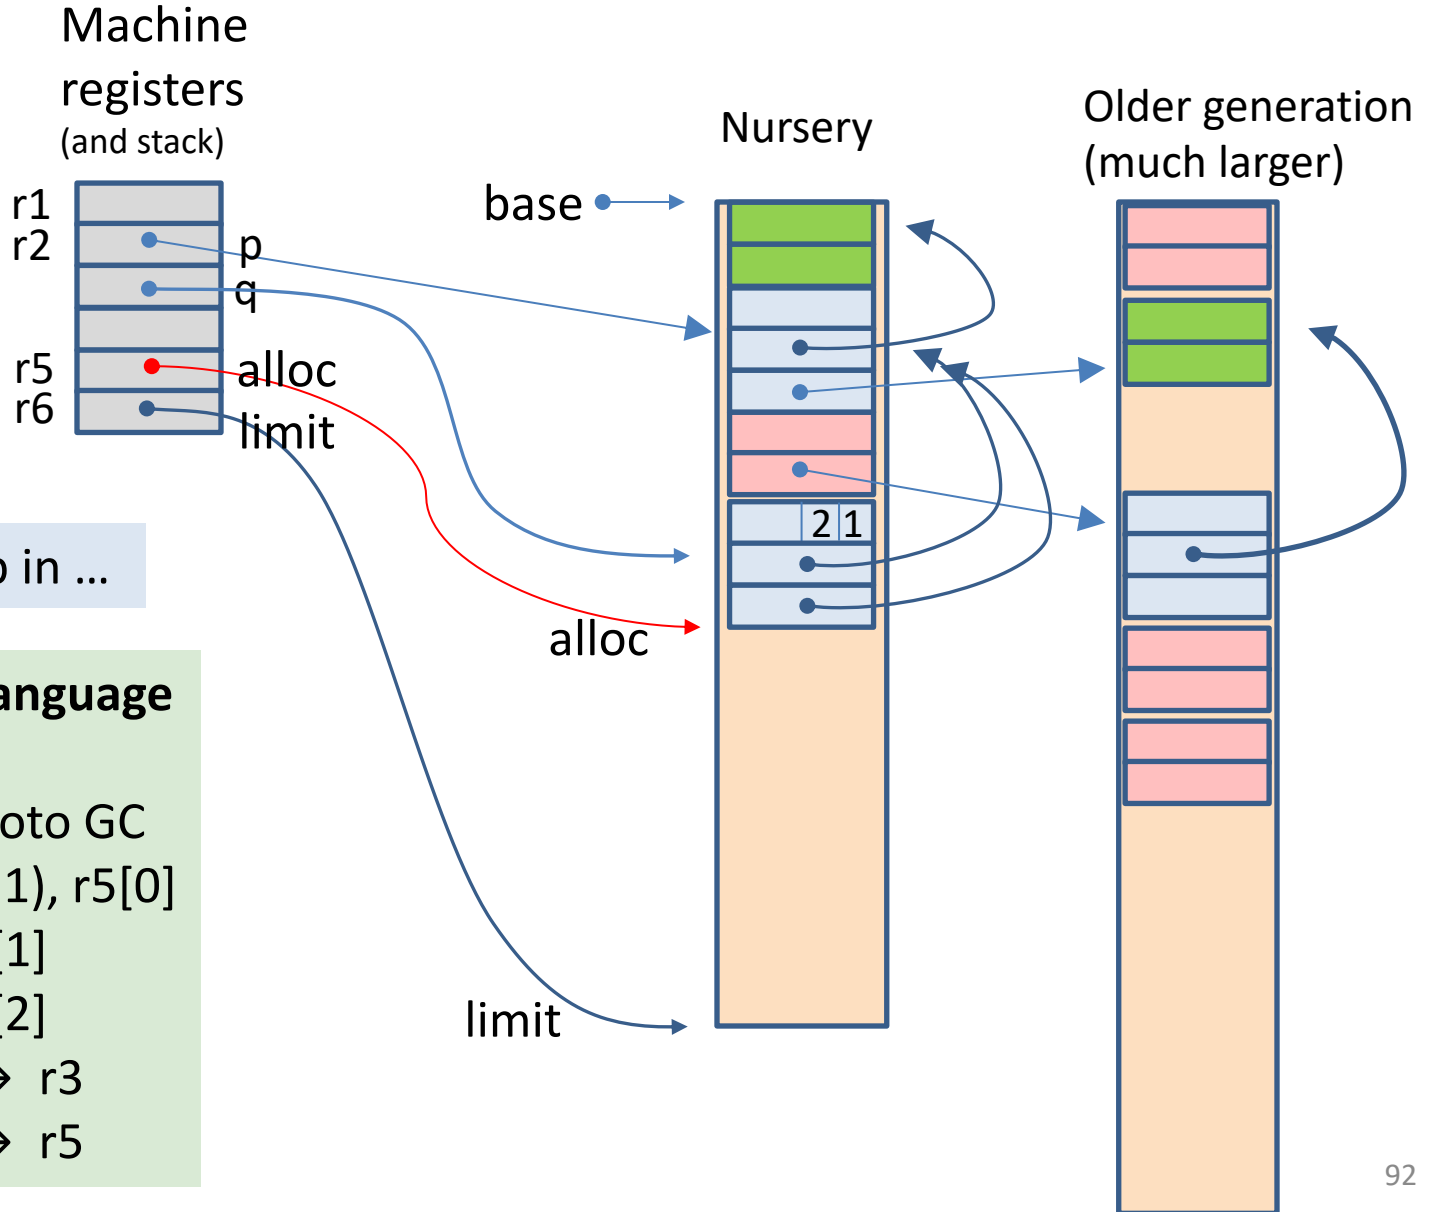 Machine
registers
(and stack)
r1
r2
p
q
r5
alloc
r6
limit
base
Nursery
Older generation
(much larger)
2 1
alloc
limit
in ...
anguage
oto GC
1), r5[0]
[1]
[2]
→ r3
→ r5
92